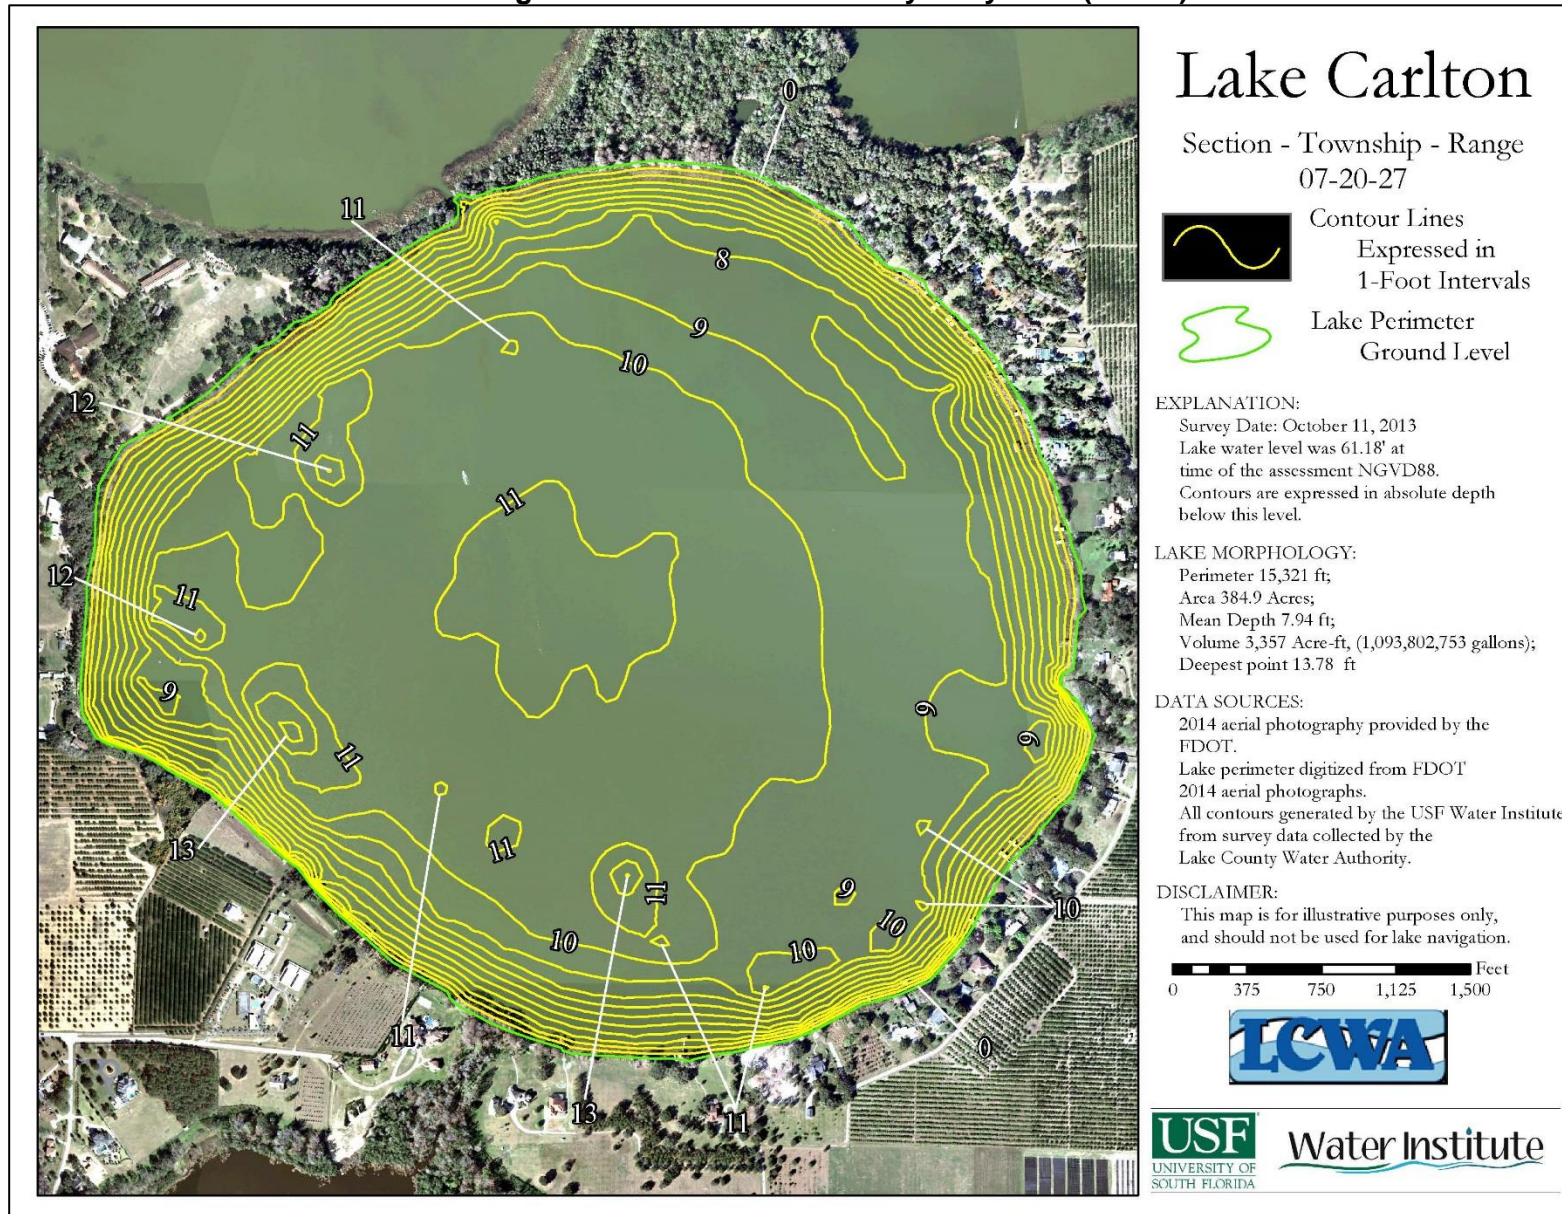 0
11
8
9
10
12
11
11
12
11
9
9
9
11
13
11
11
9
10
10
10
10
11
0
13
11
Lake Carlton
Section - Township - Range
07-20-27
Contour Lines
Expressed in
1-Foot Intervals
Lake Perimeter
Ground Level
EXPLANATION:
Survey Date: October 11, 2013
Lake water level was 61.18' at
time of the assessment NGVD88.
Contours are expressed in absolute depth
below this level.
LAKE MORPHOLOGY:
Perimeter 15,321 ft;
Area 384.9 Acres;
Mean Depth 7.94 ft;
Volume 3,357 Acre-ft, (1,093,802,753 gallons);
Deepest point 13.78 ft
DATA SOURCES:
2014 aerial photography provided by the
FDOT.
Lake perimeter digitized from FDOT
2014 aerial photographs.
All contours generated by the USF Water Institute
from survey data collected by the
Lake County Water Authority.
DISCLAIMER:
This map is for illustrative purposes only,
and should not be used for lake navigation.
Feet
0 375 750 1,125 1,500
LCWA
USF
UNIVERSITY OF
SOUTH FLORIDA
Water Institute